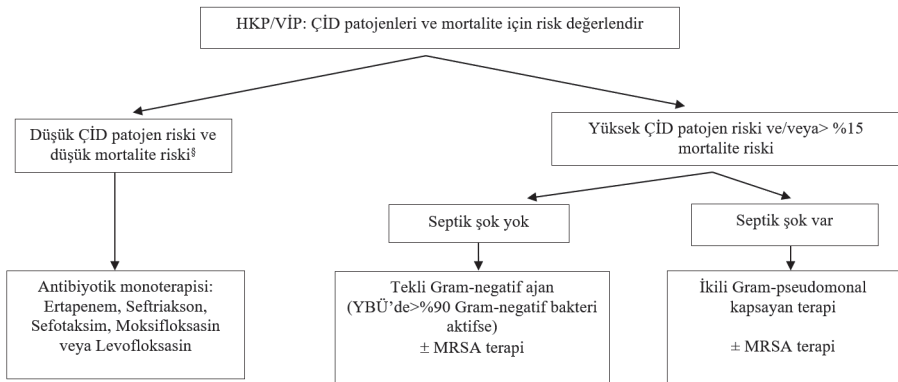 HKP/VİP: ÇİD patojenleri ve mortalite için risk değerlendir
Düşük ÇİD patojen riski ve
düşük mortalite riski§
Yüksek ÇİD patojen riski ve/veya> %15
mortalite riski
Septik şok yok
Septik şok var
Antibiyotik monoterapisi:
Ertapenem, Seftriakson,
Sefotaksim, Moksifloksasin
veya Levofloksasin
Tekli Gram-negatif ajan
(YBÜ’de>%90 Gram-negatif bakteri
aktifse)
± MRSA terapi
İkili Gram-pseudomonal
kapsayan terapi
± MRSA terapi